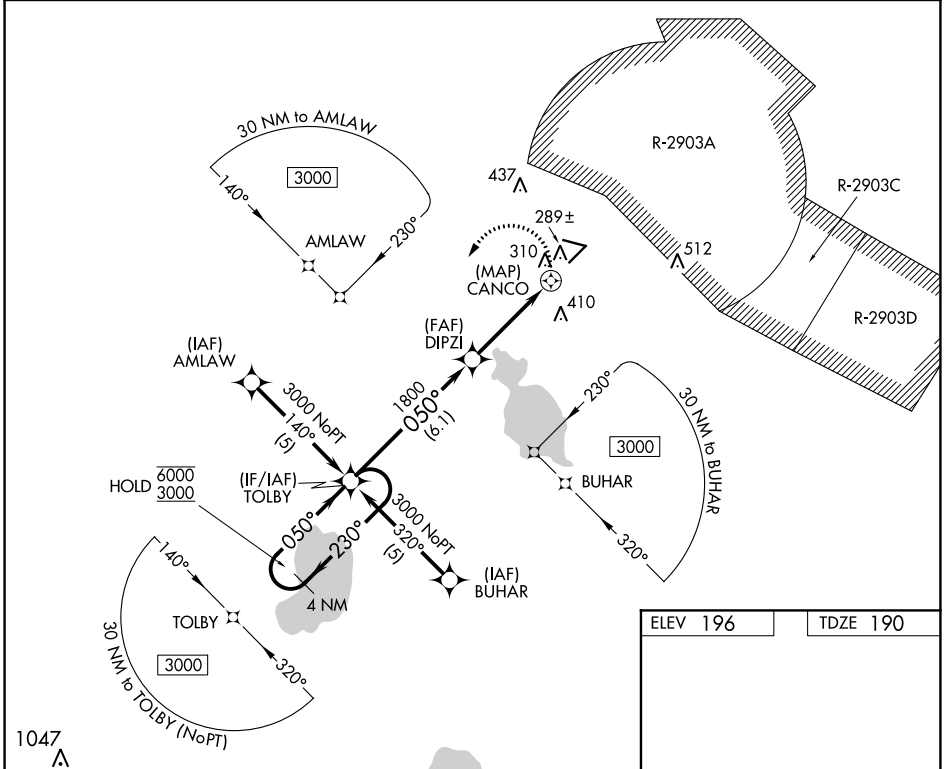 30 NM to AMLAW
3000
140°
230°
AMLAW
R-2903A
R-2903C
R-2903D
437
289±
310
512
(MAP)
CANCO
410
(FAF)
DIPZI
(IAF)
AMLAW
3000 NoPT
140°
(5)
1800
050°
(6.1)
230°
30 NM to BUHAR
3000
BUHAR
320°
HOLD 6000
3000
(IF/IAF)
TOLBY
050°
230°
4 NM
3000 NoPT
320°
(5)
(IAF)
BUHAR
140°
TOLBY
320°
3000
30 NM to TOLBY (NoPT)
1047
ELEV 196
TDZE 190